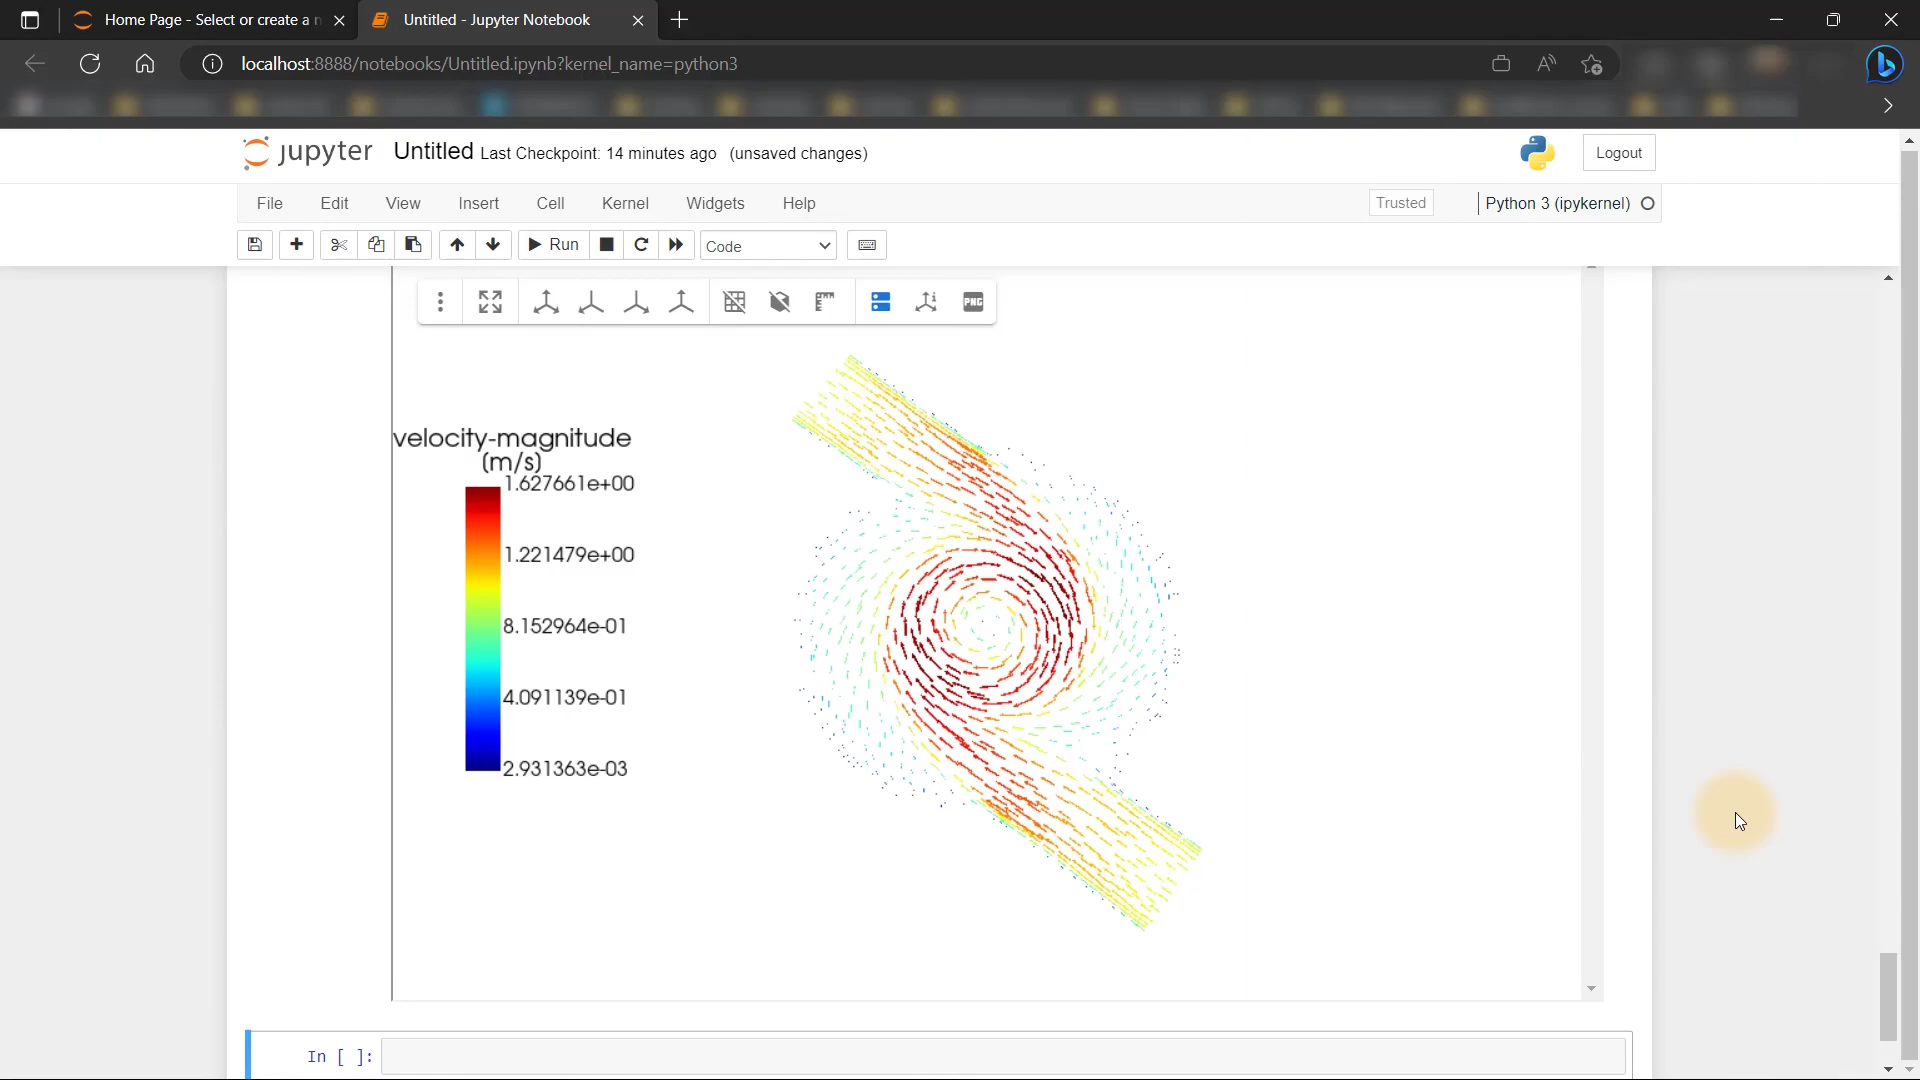 Home Page - Select or create a n
Untitled - Jupyter Notebook
localhost:8888/notebooks/Untitled.ipynb?kernel_name=python3
jupyter Untitled Last Checkpoint: 14 minutes ago (unsaved changes)
Logout
File Edit View Insert Cell Kernel Widgets Help
Trusted
Python 3 (ipykernel)
Run
Code
PNG
velocity-magnitude
(m/s)
1.627661e+00
1.221479e+00
8.152964e-01
4.091139e-01
2.931363e-03
In [ ]: